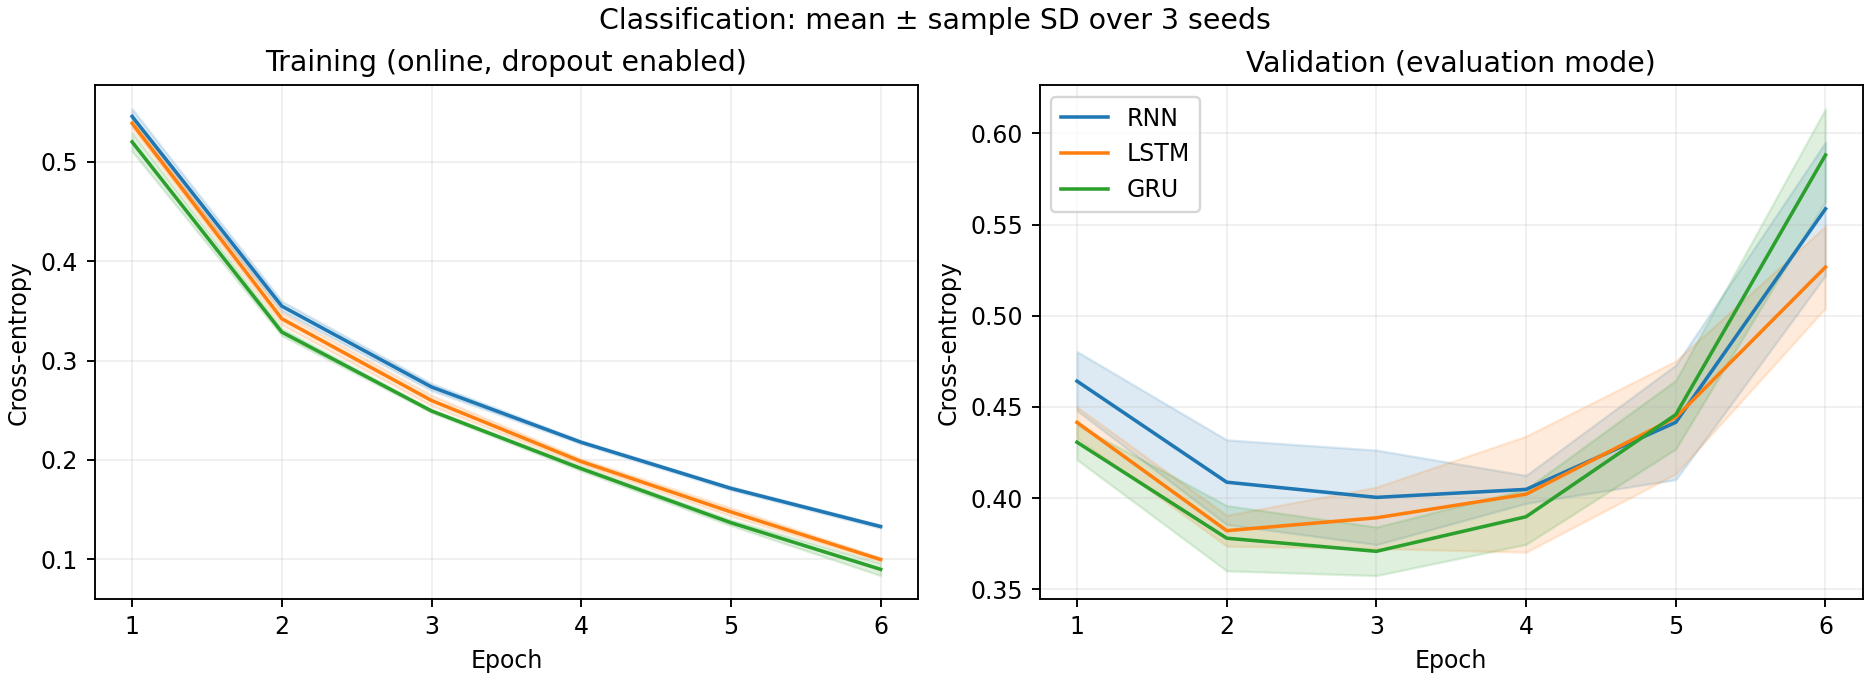 Classification: mean ± sample SD over 3 seeds
Training (online, dropout enabled)
Cross-entropy
0.5
0.4
0.3
0.2
0.1
1 2 3 4 5 6
Epoch
Validation (evaluation mode)
RNN
LSTM
GRU
Cross-entropy
0.60
0.55
0.50
0.45
0.40
0.35
1 2 3 4 5 6
Epoch